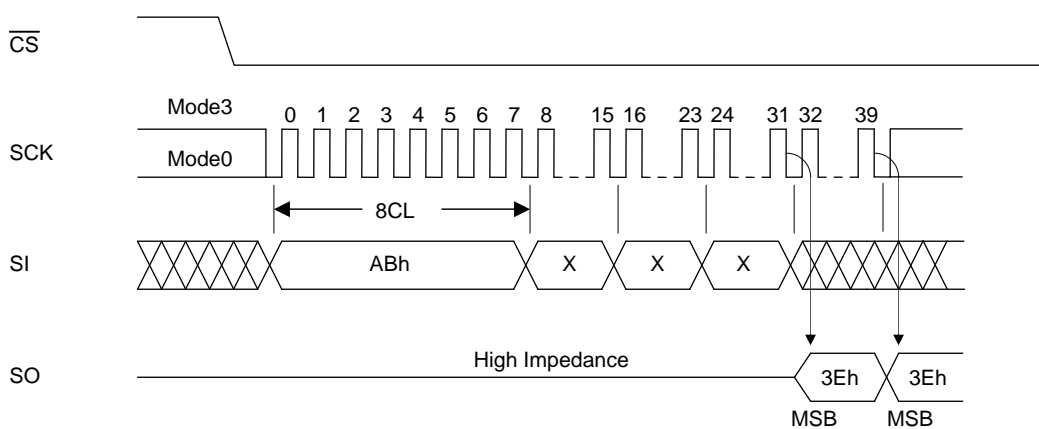 CS
Mode3
0 1 2 3 4 5 6 7 8 15 16 23 24 31 32 39
SCK
Mode0
8CL
SI
ABh X X X
High Impedance
SO
3Eh 3Eh
MSB MSB